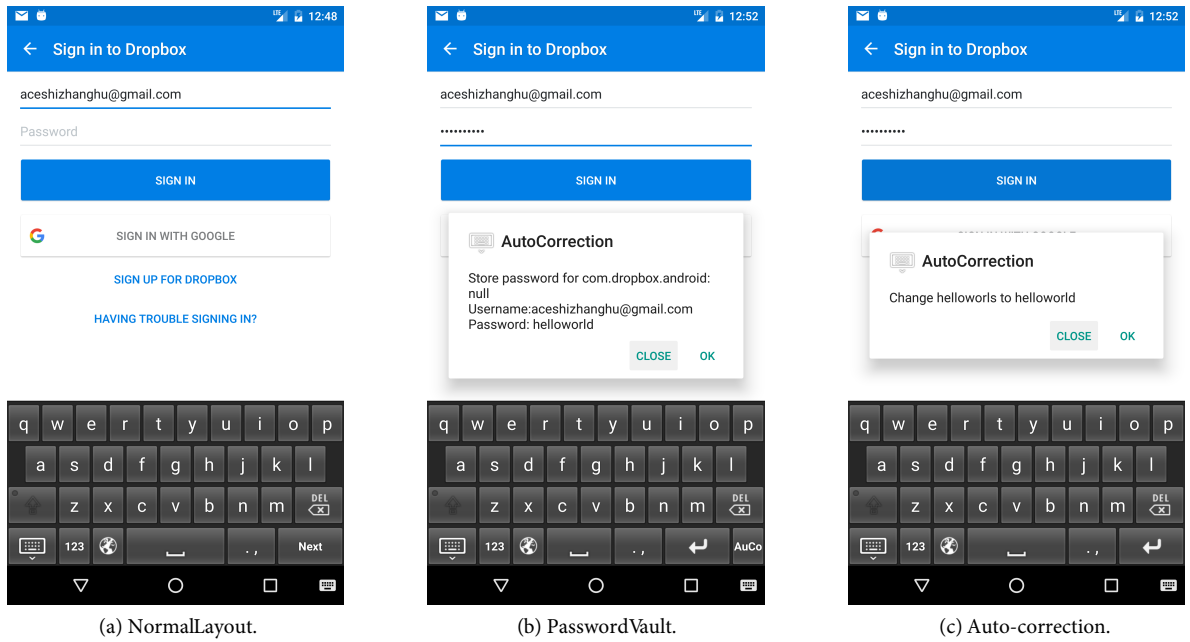 12:48
Sign in to Dropbox
aceshizhanghu@gmail.com
Password
SIGN IN
SIGN IN WITH GOOGLE
SIGN UP FOR DROPBOX
HAVING TROUBLE SIGNING IN?
q w e r t y u i o p
a s d f g h j k l
z x c v b n m DEL
123 . , Next
(a) NormalLayout.
LTE 12:52
Sign in to Dropbox
aceshizhanghu@gmail.com
••••••••••
SIGN IN
AutoCorrection
Store password for com.dropbox.android:
null
Username:aceshizhanghu@gmail.com
Password: helloworld
CLOSE OK
q w e r t y u i o p
a s d f g h j k l
z x c v b n m DEL
123 . , AuCo
(b) PasswordVault.
LTE 12:52
Sign in to Dropbox
aceshizhanghu@gmail.com
••••••••••
SIGN IN
AutoCorrection
Change helloworls to helloworld
CLOSE OK
q w e r t y u i o p
a s d f g h j k l
z x c v b n m DEL
123 . ,
(c) Auto-correction.